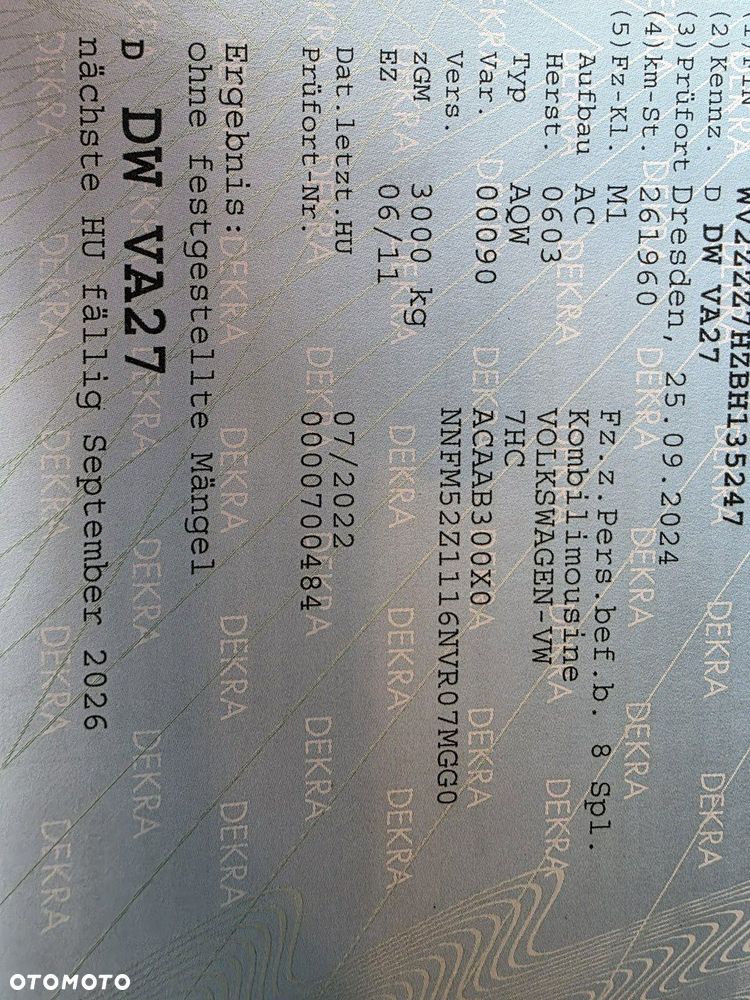 WV2ZZZ7HZBH135247
(2) Kennz. D DW VA27
(3) Prüfort Dresden, 25.09.2024
(4) km-St. 261960
(5) Fz-Kl. M1 Fz.z.Pers.bef.b. 8 Spl.
Aufbau AC Kombilimousine
Herst. 0603 VOLKSWAGEN-VW
Typ AQW 7HC
Var. 00090 ACAAB300X0
Vers. NNFM52Z1116NVR07MGG0
zGM 3000 kg
EZ 06/11
Dat.letzt.HU 07/2022
Prüfort-Nr. 0000700484
Ergebnis:
ohne festgestellte Mängel
D DW VA27
nächste HU fällig September 2026
DEKRA
OTOMOTO